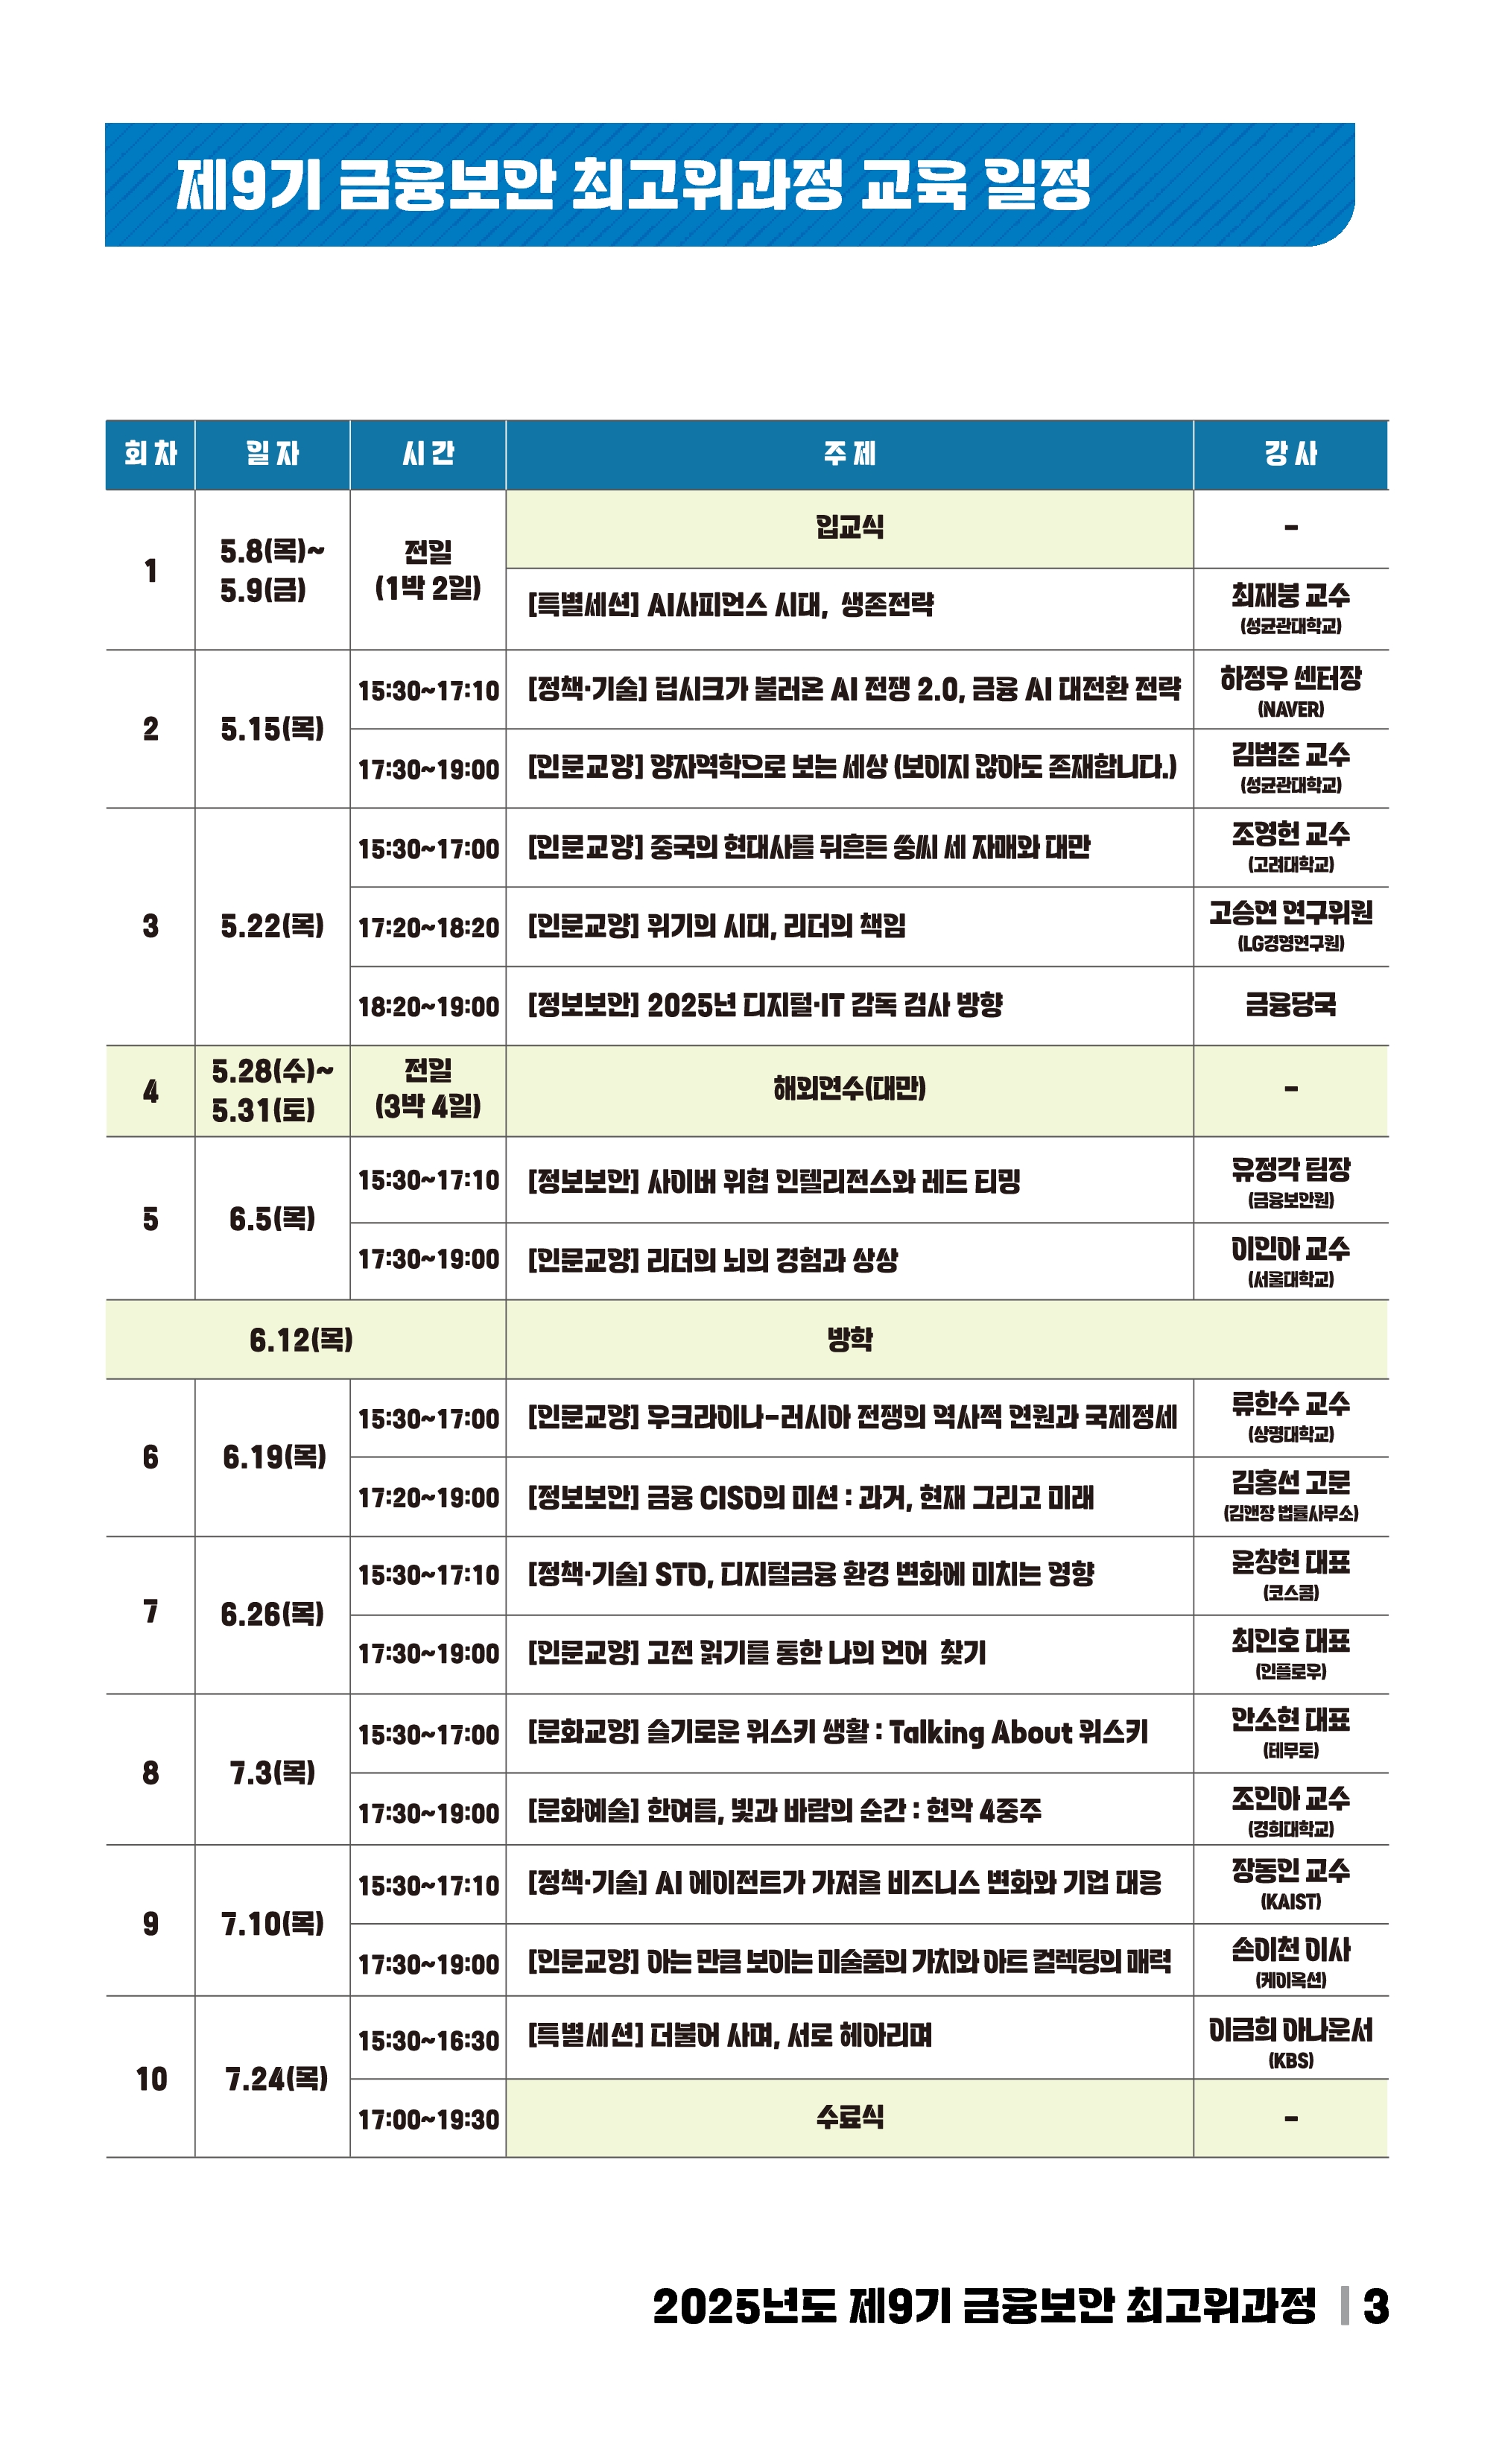 제9기 금융보안 최고위과정 교육 일정
회 차 일 자 시 간 주 제 강 사
1
5.8(목)~
5.9(금)
전일
(1박 2일)
입교식
-
[특별세션] AI사피언스 시대, 생존전략
최재붕 교수
(성균관대학교)
2
5.15(목)
15:30~17:10
[정책·기술] 딥시크가 불러온 AI 전쟁 2.0, 금융 AI 대전환 전략
하정우 센터장
(NAVER)
17:30~19:00
[인문교양] 양자역학으로 보는 세상 (보이지 않아도 존재합니다.)
김범준 교수
(성균관대학교)
3
5.22(목)
15:30~17:00
[인문교양] 중국의 현대사를 뒤흔든 쑹씨 세 자매와 대만
조영헌 교수
(고려대학교)
17:20~18:20
[인문교양] 위기의 시대, 리더의 책임
고승연 연구위원
(LG경영연구원)
18:20~19:00
[정보보안] 2025년 디지털·IT 감독 검사 방향
금융당국
4
5.28(수)~
5.31(토)
전일
(3박 4일)
해외연수(대만)
-
5
6.5(목)
15:30~17:10
[정보보안] 사이버 위협 인텔리전스와 레드 티밍
유정각 팀장
(금융보안원)
17:30~19:00
[인문교양] 리더의 뇌의 경험과 상상
이인아 교수
(서울대학교)
6.12(목)
방학
6
6.19(목)
15:30~17:00
[인문교양] 우크라이나-러시아 전쟁의 역사적 연원과 국제정세
류한수 교수
(상명대학교)
17:20~19:00
[정보보안] 금융 CISO의 미션 : 과거, 현재 그리고 미래
김홍선 고문
(김앤장 법률사무소)
7
6.26(목)
15:30~17:10
[정책·기술] STO, 디지털금융 환경 변화에 미치는 영향
윤창현 대표
(코스콤)
17:30~19:00
[인문교양] 고전 읽기를 통한 나의 언어 찾기
최인호 대표
(인플로우)
8
7.3(목)
15:30~17:00
[문화교양] 슬기로운 위스키 생활 : Talking About 위스키
안소현 대표
(테무토)
17:30~19:00
[문화예술] 한여름, 빛과 바람의 순간 : 현악 4중주
조인아 교수
(경희대학교)
9
7.10(목)
15:30~17:10
[정책·기술] AI 에이전트가 가져올 비즈니스 변화와 기업 대응
장동인 교수
(KAIST)
17:30~19:00
[인문교양] 아는 만큼 보이는 미술품의 가치와 아트 컬렉팅의 매력
손이천 이사
(케이옥션)
10
7.24(목)
15:30~16:30
[특별세션] 더불어 사며, 서로 헤아리며
이금희 아나운서
(KBS)
17:00~19:30
수료식
-
2025년도 제9기 금융보안 최고위과정 3